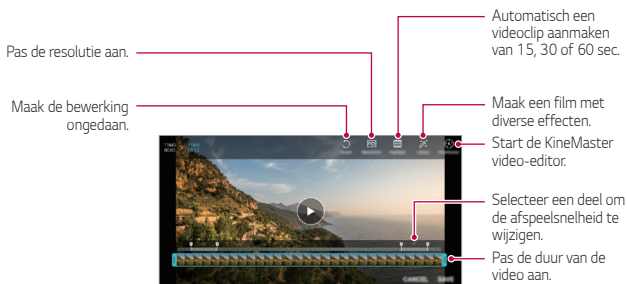 Automatisch een
videoclip aanmaken
van 15, 30 of 60 sec.
Pas de resolutie aan.
Maak de bewerking
ongedaan.
Maak een film met
diverse effecten.
Start de KineMaster
video-editor.
Selecteer een deel om
de afspeelsnelheid te
wijzigen.
Pas de duur van de
video aan.
CANCEL SAVE